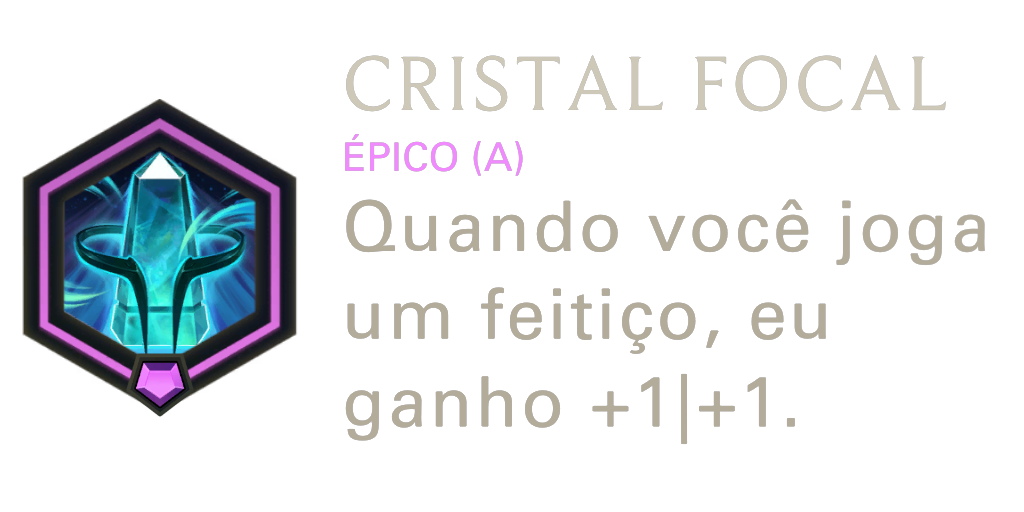 CRISTAL FOCAL
ÉPICO (A)
Quando você joga
um feitiço, eu
ganho +1|+1.